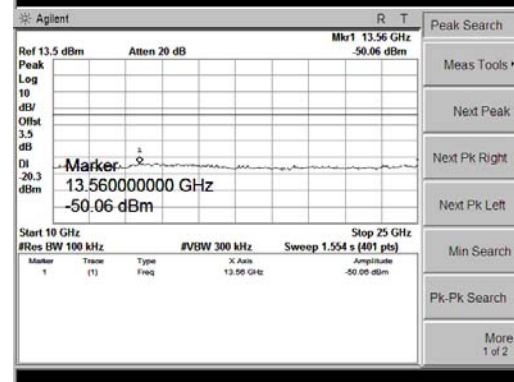 Agilent
R T
Mkr1 13.56 GHz
Ref 13.5 dBm
Atten 20 dB
-50.06 dBm
Peak
Log
10
dB/
Offst
3.5
dB
DI
-20.3
dBm
1
Marker
13.560000000 GHz
-50.06 dBm
Start 10 GHz
Stop 25 GHz
#Res BW 100 kHz
#VBW 300 kHz
Sweep 1.554 s (401 pts)
Marker Trace Type X Axis Amplitude
1 (1) Freq 13.56 GHz -50.06 dBm
Peak Search
Meas Tools
Next Peak
Next Pk Right
Next Pk Left
Min Search
Pk-Pk Search
More
1 of 2